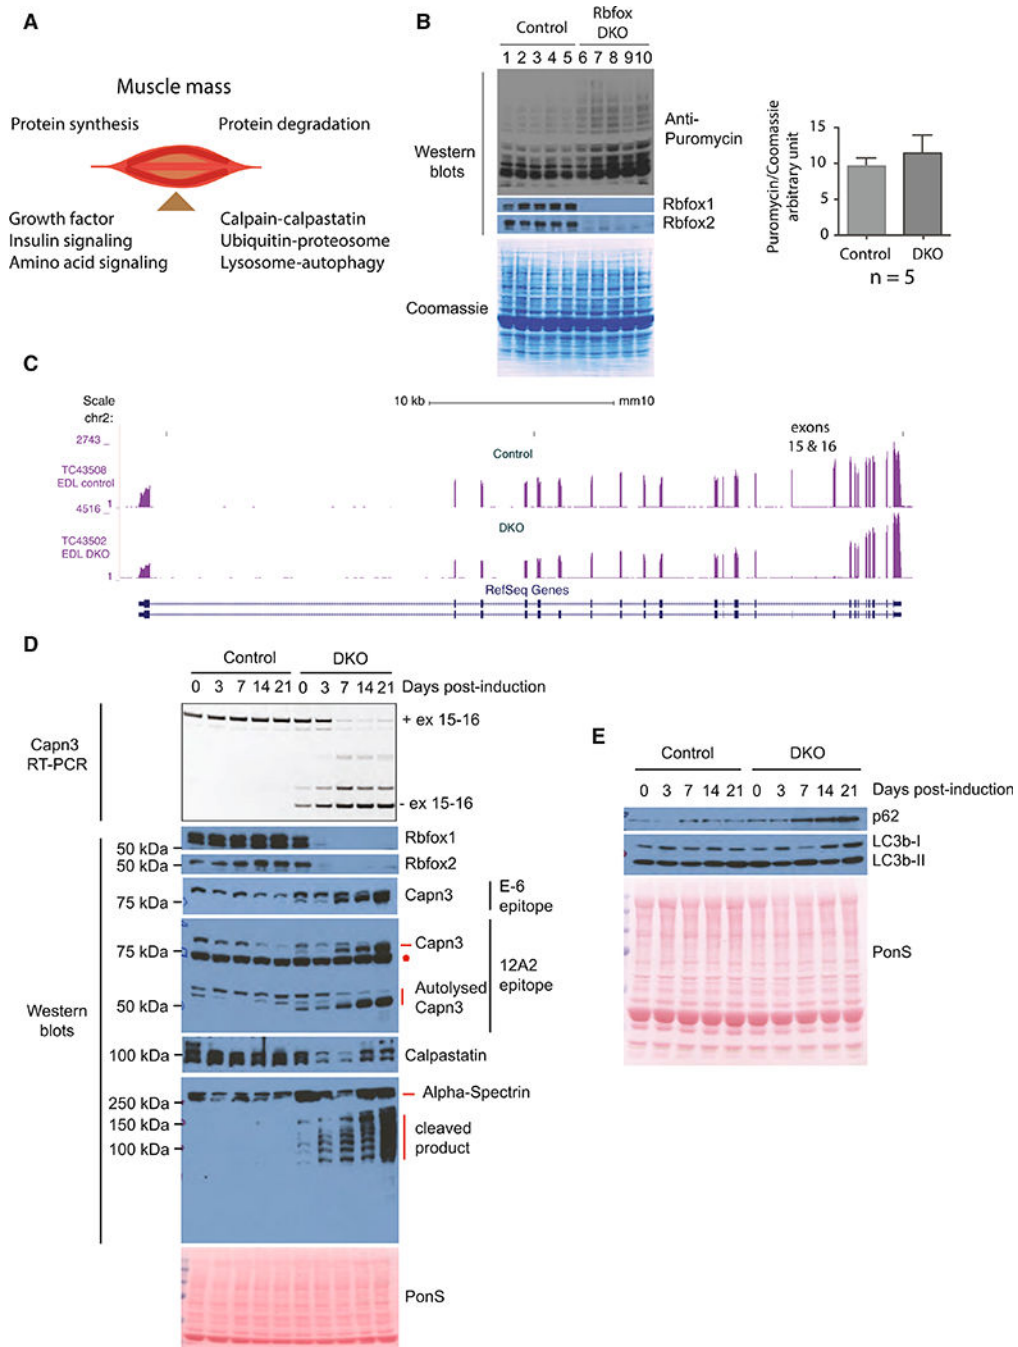 A
Muscle mass
Protein synthesis
Protein degradation
Growth factor
Insulin signaling
Amino acid signaling
Calpain-calpastatin
Ubiquitin-proteosome
Lysosome-autophagy
B
Control
Rbfox
DKO
1 2 3 4 5 6 7 8 9 10
Western
blots
Anti-
Puromycin
Rbfox1
Rbfox2
Coomassie
Puromycin/Coomassie
arbitrary unit
15
10
5
0
Control
DKO
n = 5
C
Scale
chr2:
10 kb
mm10
2743
TC43508
EDL control
1
4516
TC43502
EDL DKO
1
Control
exons
15 & 16
DKO
RefSeq Genes
D
Control
DKO
0 3 7 14 21 0 3 7 14 21
Days post-induction
Capn3
RT-PCR
+ ex 15-16
- ex 15-16
Western
blots
50 kDa
Rbfox1
50 kDa
Rbfox2
75 kDa
Capn3
E-6
epitope
75 kDa
Capn3
50 kDa
Autolysed
Capn3
12A2
epitope
100 kDa
Calpastatin
250 kDa
Alpha-Spectrin
150 kDa
100 kDa
cleaved
product
PonS
E
Control
DKO
0 3 7 14 21 0 3 7 14 21
Days post-induction
p62
LC3b-I
LC3b-II
PonS